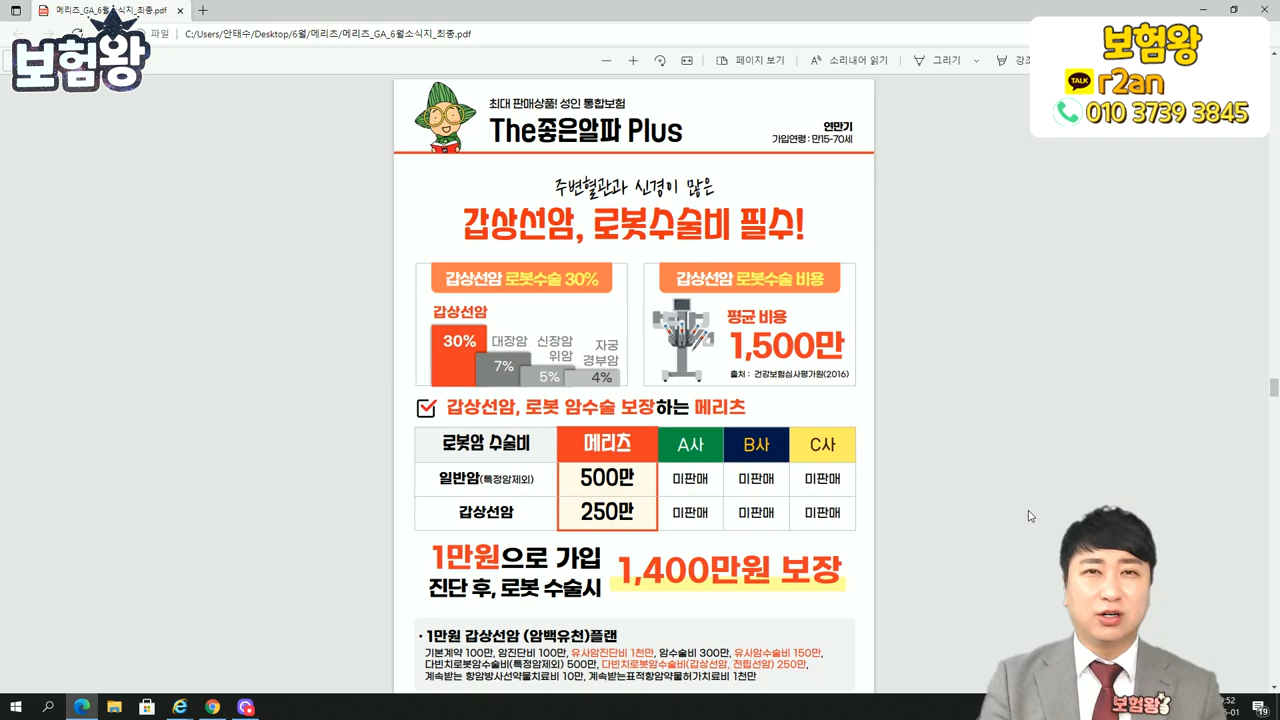 메리츠_GA_6월소식지_최종.pdf
파일
C:/Users/안태수/Desktop/6월/메리츠/메리츠_GA_6월소식지_최종.pdf
페이지 보기
소리내어 읽기
그리기
강조
보험왕
보험왕
TALK
r2an
010 3739 3845
최대 판매상품! 성인 통합보험
The좋은알파 Plus
연만기
가입연령 : 만15-70세
주변혈관과 신경이 많은
갑상선암, 로봇수술비 필수!
갑상선암 로봇수술 30%
갑상선암
30%
대장암
7%
신장암
위암
5%
자궁
경부암
4%
갑상선암 로봇수술 비용
평균 비용
1,500만
출처 : 건강보험심사평가원(2016)
갑상선암, 로봇 암수술 보장하는 메리츠
로봇암 수술비 메리츠 A사 B사 C사
일반암(특정암제외) 500만 미판매 미판매 미판매
갑상선암 250만 미판매 미판매 미판매
1만원으로 가입
진단 후, 로봇 수술시
1,400만원 보장
· 1만원 갑상선암 (암백유천)플랜
기본계약 100만, 암진단비 100만, 유사암진단비 1천만, 암수술비 300만, 유사암수술비 150만,
다빈치로봇암수술비(특정암제외) 500만, 다빈치로봇암수술비(갑상선암, 전립선암) 250만,
계속받는 항암방사선약물치료비 10만, 계속받는표적항암약물허가치료비 1천만
보험왕
19